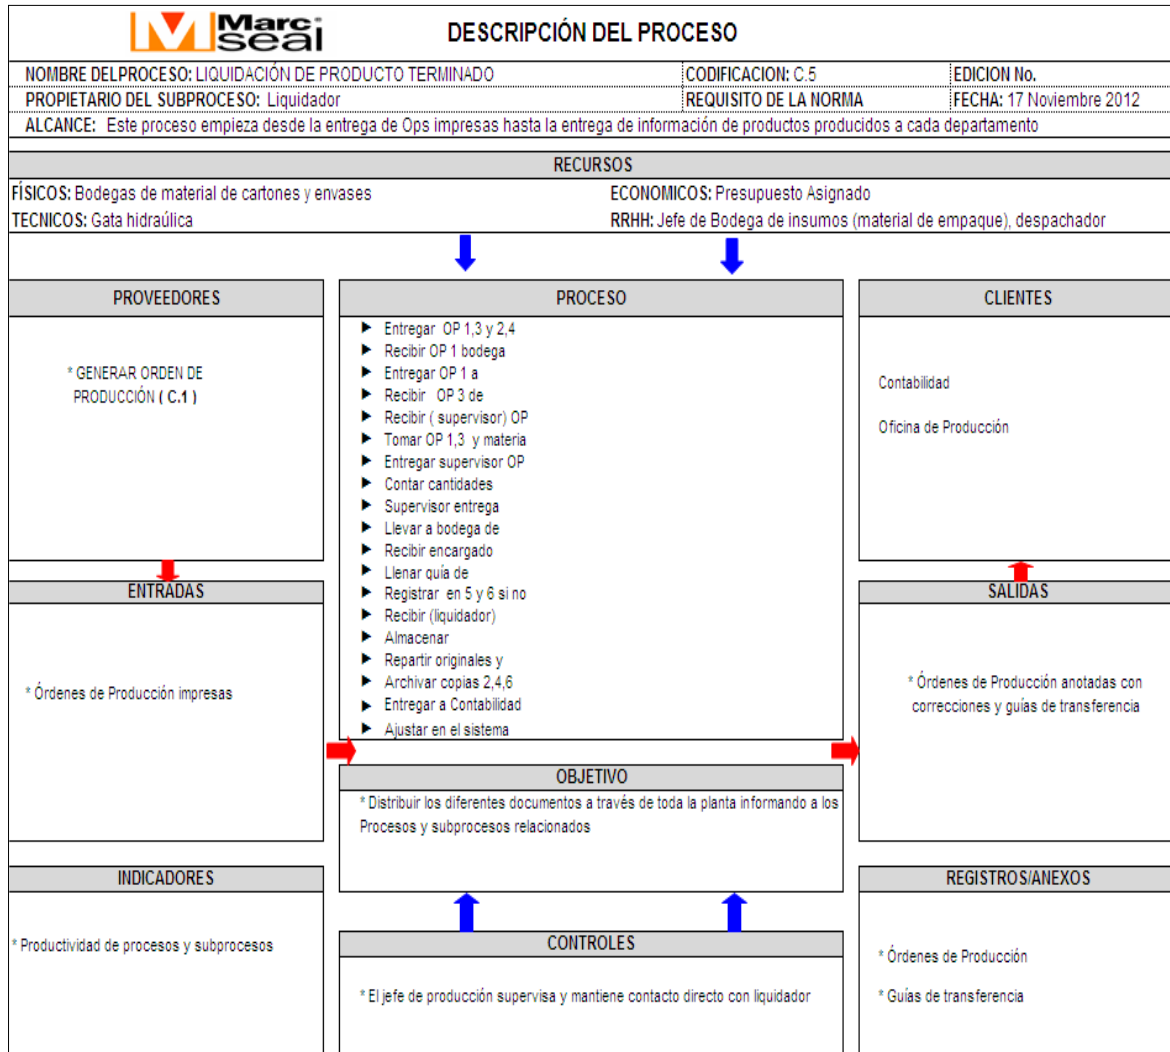 Marc®
seal
DESCRIPCIÓN DEL PROCESO
NOMBRE DELPROCESO: LIQUIDACIÓN DE PRODUCTO TERMINADO
CODIFICACION: C.5
EDICION No.
PROPIETARIO DEL SUBPROCESO: Liquidador
REQUISITO DE LA NORMA
FECHA: 17 Noviembre 2012
ALCANCE: Este proceso empieza desde la entrega de Ops impresas hasta la entrega de información de productos producidos a cada departamento
RECURSOS
FÍSICOS: Bodegas de material de cartones y envases
ECONOMICOS: Presupuesto Asignado
TECNICOS: Gata hidraúlica
RRHH: Jefe de Bodega de insumos (material de empaque), despachador
PROVEEDORES
* GENERAR ORDEN DE
PRODUCCIÓN ( C.1 )
PROCESO
Entregar OP 1,3 y 2,4
Recibir OP 1 bodega
Entregar OP 1 a
Recibir OP 3 de
Recibir ( supervisor) OP
Tomar OP 1,3 y materia
Entregar supervisor OP
Contar cantidades
Supervisor entrega
Llevar a bodega de
Recibir encargado
Llenar guía de
Registrar en 5 y 6 si no
Recibir (liquidador)
Almacenar
Repartir originales y
Archivar copias 2,4,6
Entregar a Contabilidad
Ajustar en el sistema
CLIENTES
Contabilidad
Oficina de Producción
ENTRADAS
* Órdenes de Producción impresas
SALIDAS
* Órdenes de Producción anotadas con
correcciones y guías de transferencia
OBJETIVO
* Distribuir los diferentes documentos a través de toda la planta informando a los
Procesos y subprocesos relacionados
INDICADORES
* Productividad de procesos y subprocesos
CONTROLES
* El jefe de producción supervisa y mantiene contacto directo con liquidador
REGISTROS/ANEXOS
* Órdenes de Producción
* Guías de transferencia